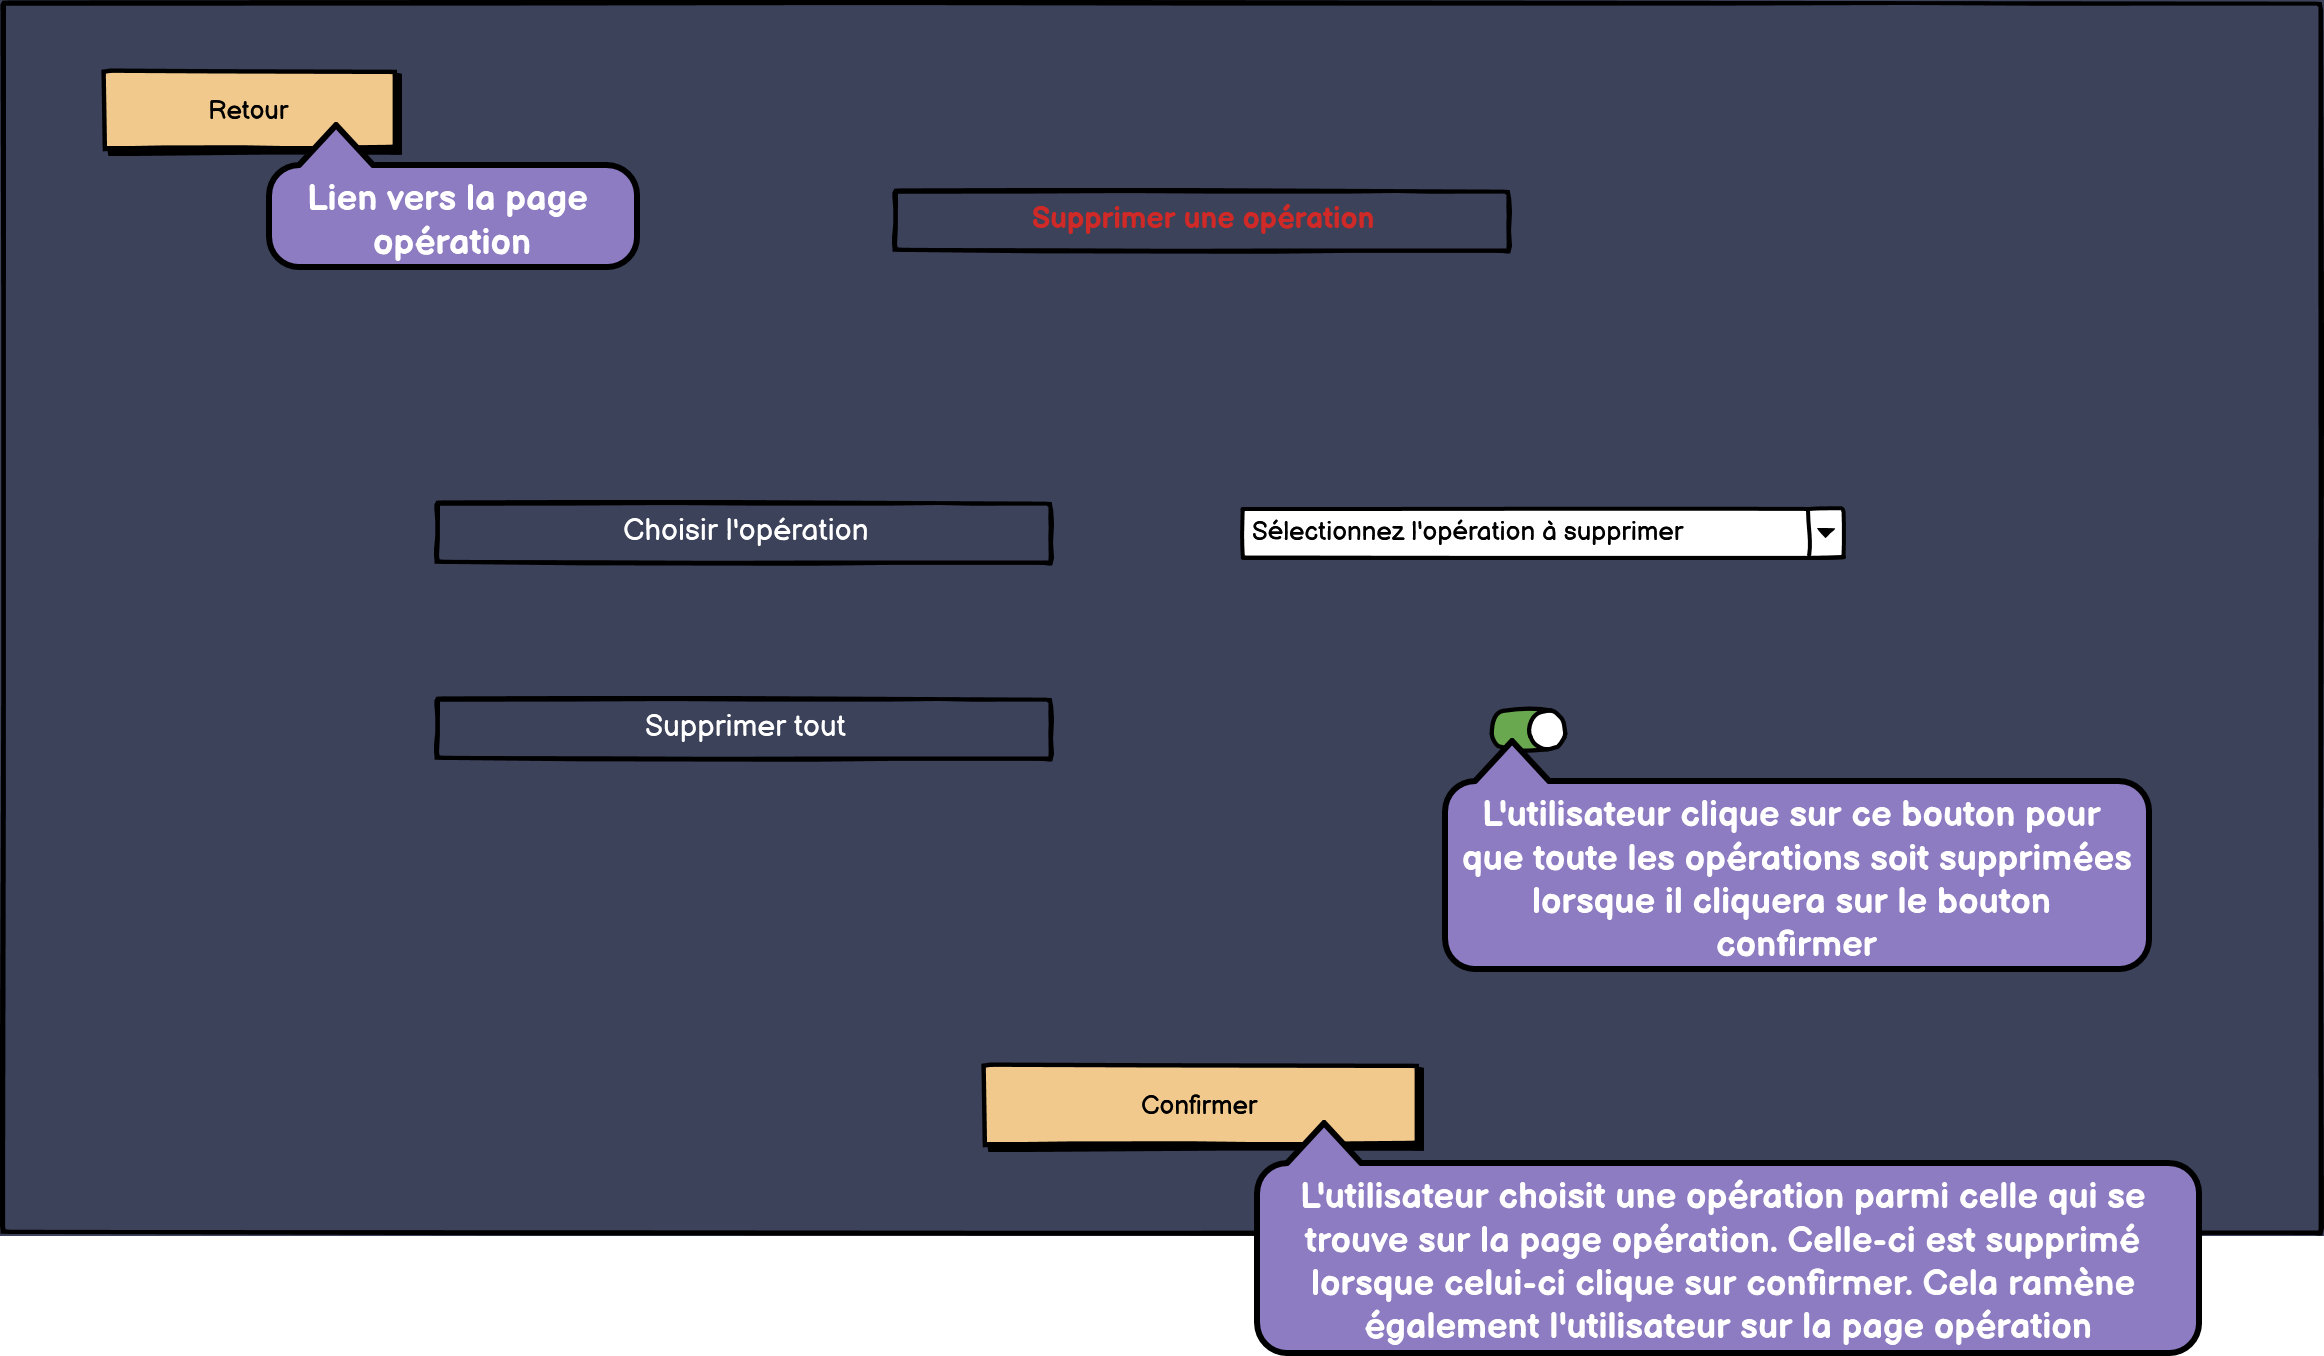 Retour
Lien vers la page
opération
Supprimer une opération
Choisir l'opération
Sélectionnez l'opération à supprimer
Supprimer tout
L'utilisateur clique sur ce bouton pour
que toute les opérations soit supprimées
lorsque il cliquera sur le bouton
confirmer
Confirmer
L'utilisateur choisit une opération parmi celle qui se
trouve sur la page opération. Celle-ci est supprimé
lorsque celui-ci clique sur confirmer. Cela ramène
également l'utilisateur sur la page opération